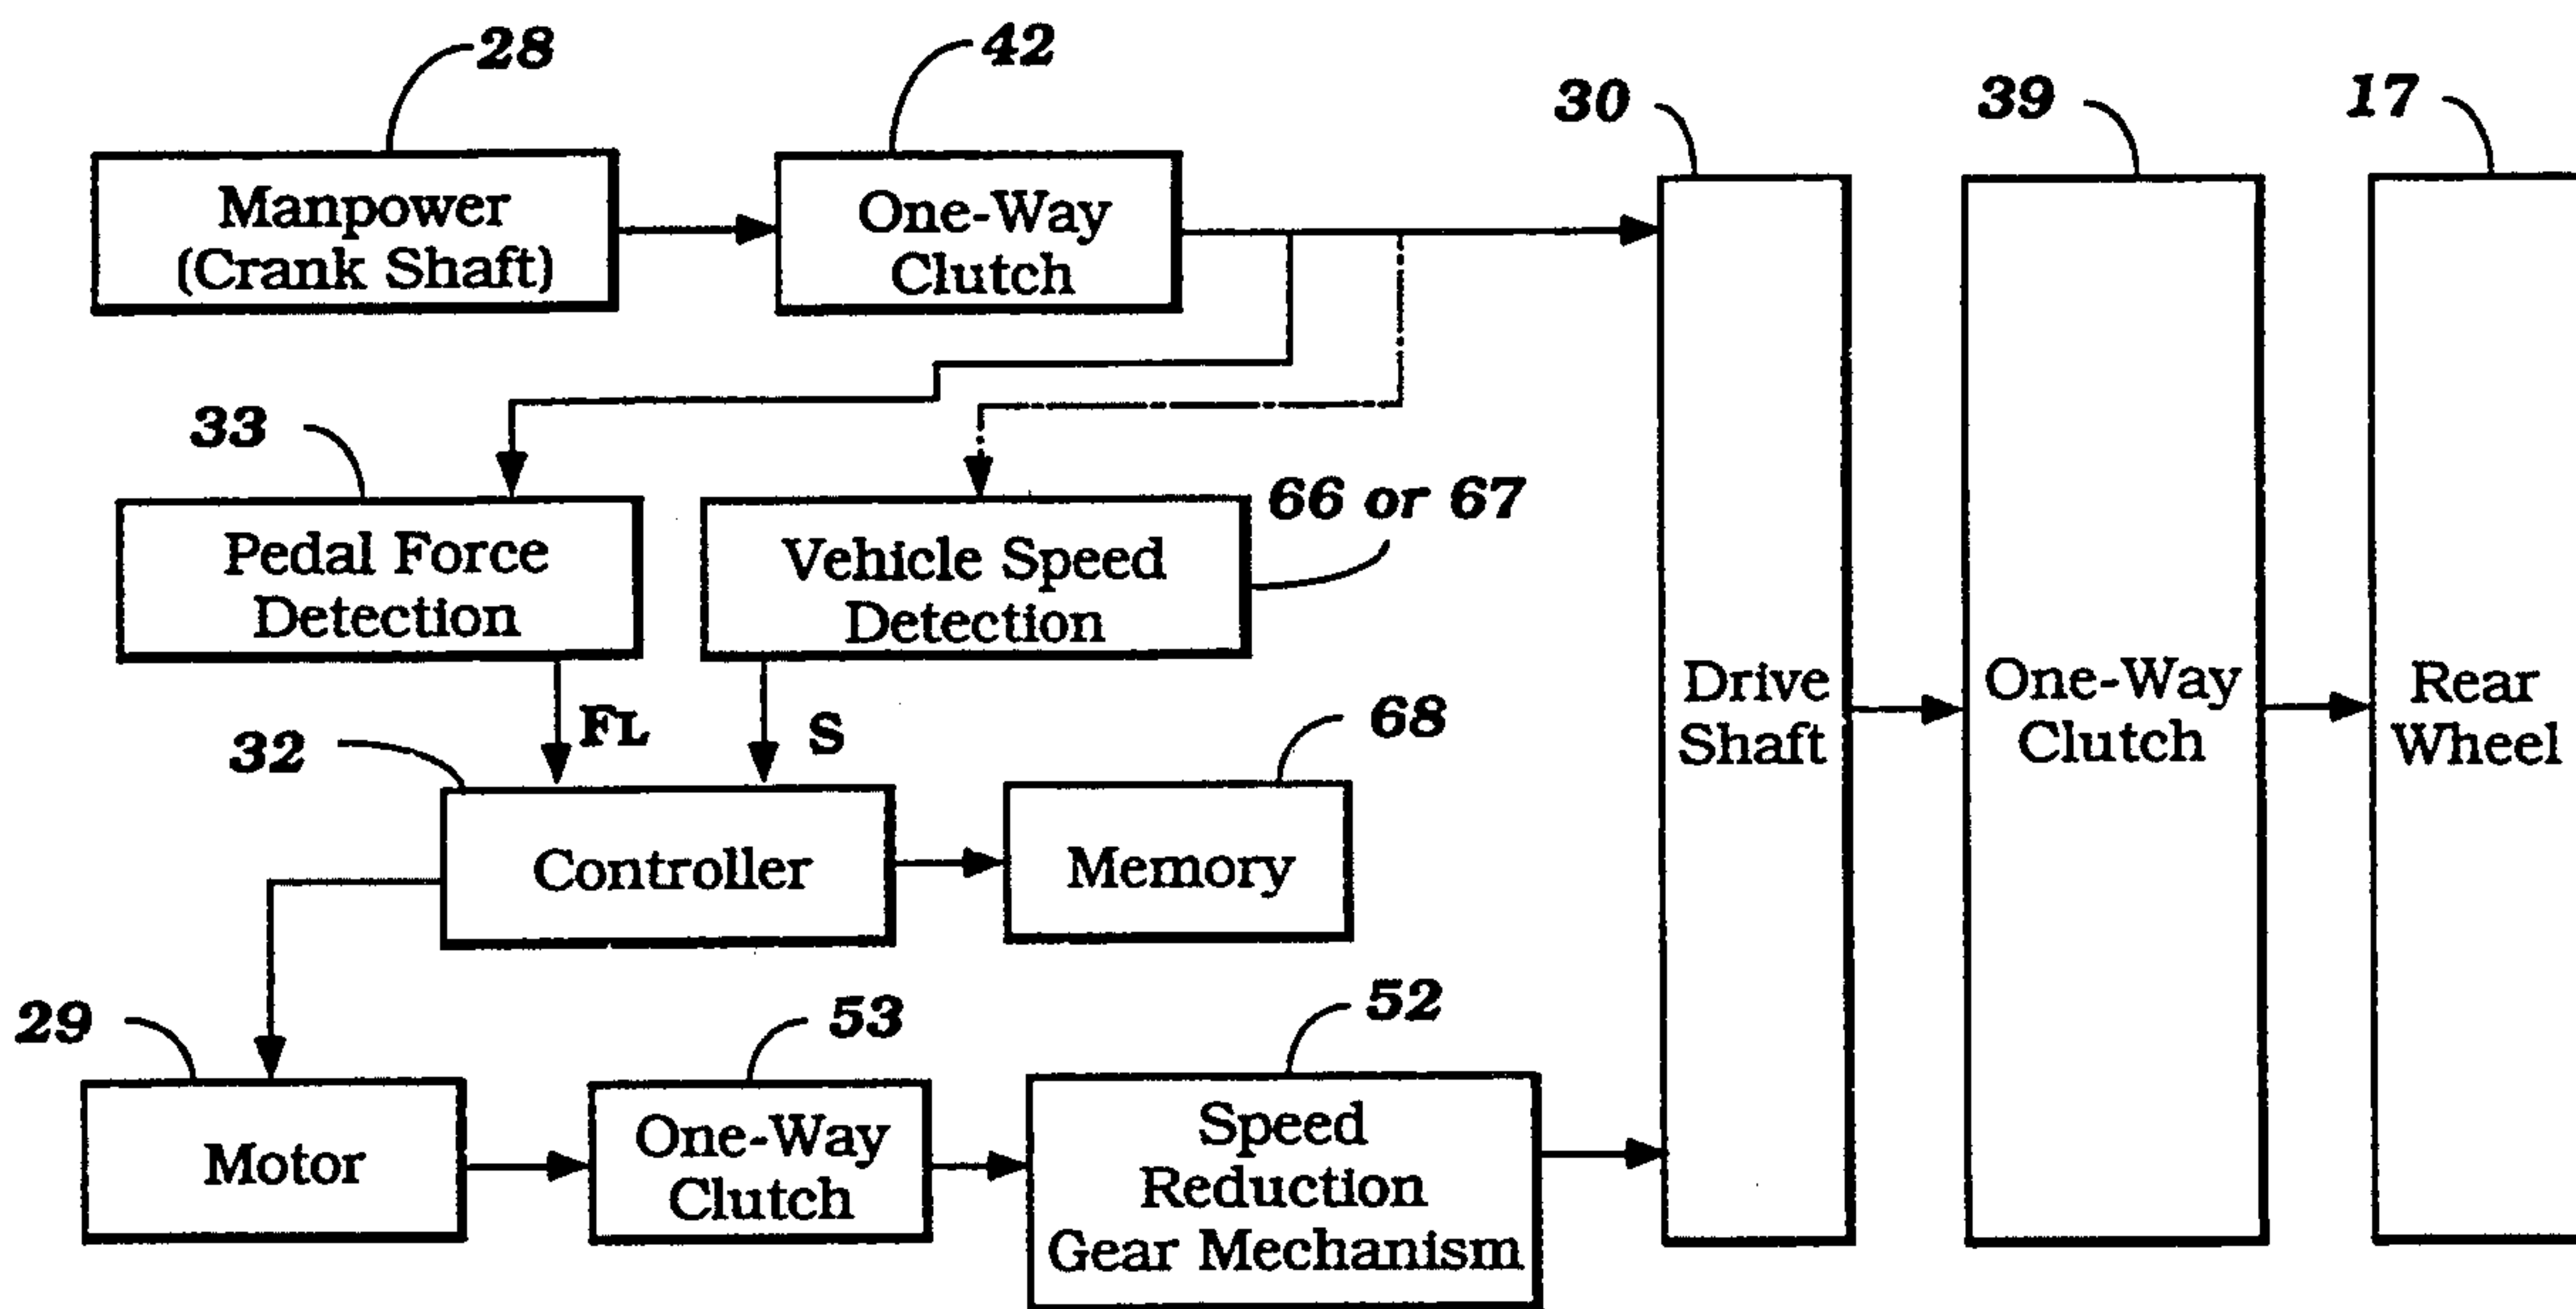 28
42
30
39
17
Manpower
(Crank Shaft)
One-Way
Clutch
33
Pedal Force
Detection
Vehicle Speed
Detection
66 or 67
FL
S
32
68
Controller
Memory
Drive
Shaft
One-Way
Clutch
Rear
Wheel
29
53
52
Motor
One-Way
Clutch
Speed
Reduction
Gear Mechanism